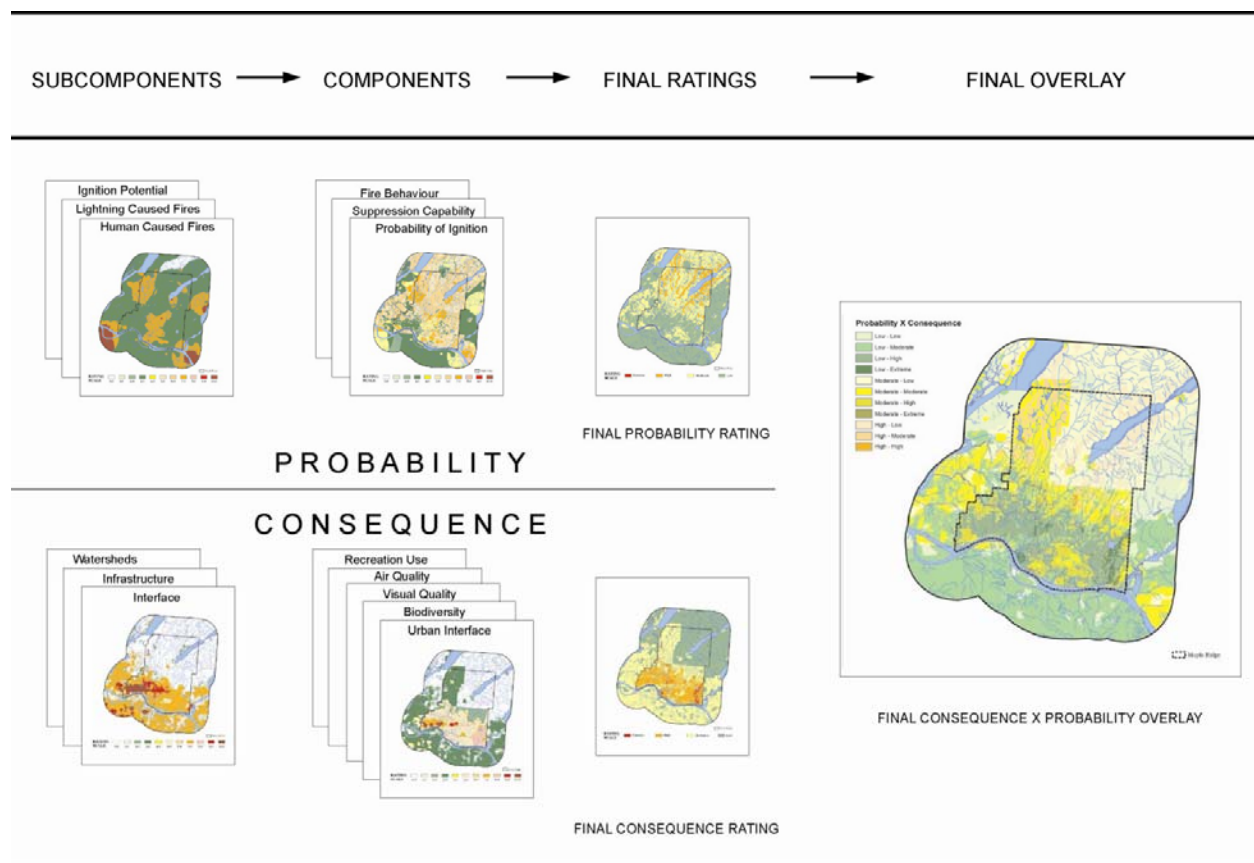 SUBCOMPONENTS
COMPONENTS
FINAL RATINGS
FINAL OVERLAY
Ignition Potential
Lightning Caused Fires
Human Caused Fires
Fire Behaviour
Suppression Capability
Probability of Ignition
FINAL PROBABILITY RATING
PROBABILITY
CONSEQUENCE
Watersheds
Infrastructure
Interface
Recreation Use
Air Quality
Visual Quality
Biodiversity
Urban Interface
FINAL CONSEQUENCE RATING
Probability X Consequence
Low - Low
Low - Moderate
Low - High
Low - Extreme
Moderate - Low
Moderate - Moderate
Moderate - High
Moderate - Extreme
High - Low
High - Moderate
High - High
Maple Ridge
FINAL CONSEQUENCE X PROBABILITY OVERLAY